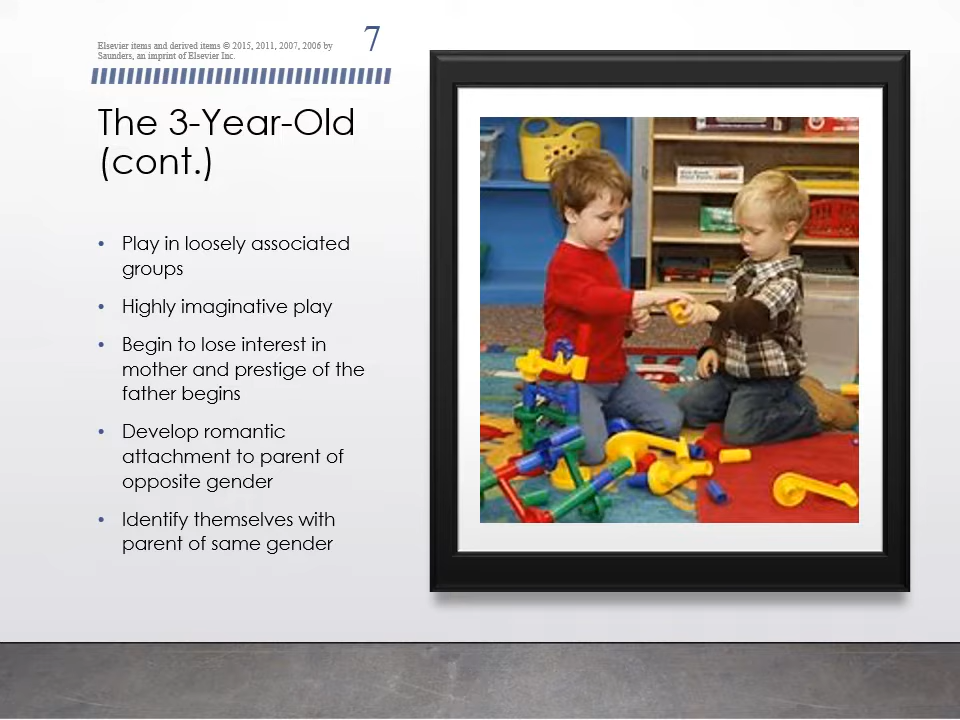 Elsevier items and derived items © 2015, 2011, 2007, 2006 by
Saunders, an imprint of Elsevier Inc.
7
The 3-Year-Old
(cont.)
• Play in loosely associated
groups
• Highly imaginative play
• Begin to lose interest in
mother and prestige of the
father begins
• Develop romantic
attachment to parent of
opposite gender
• Identify themselves with
parent of same gender